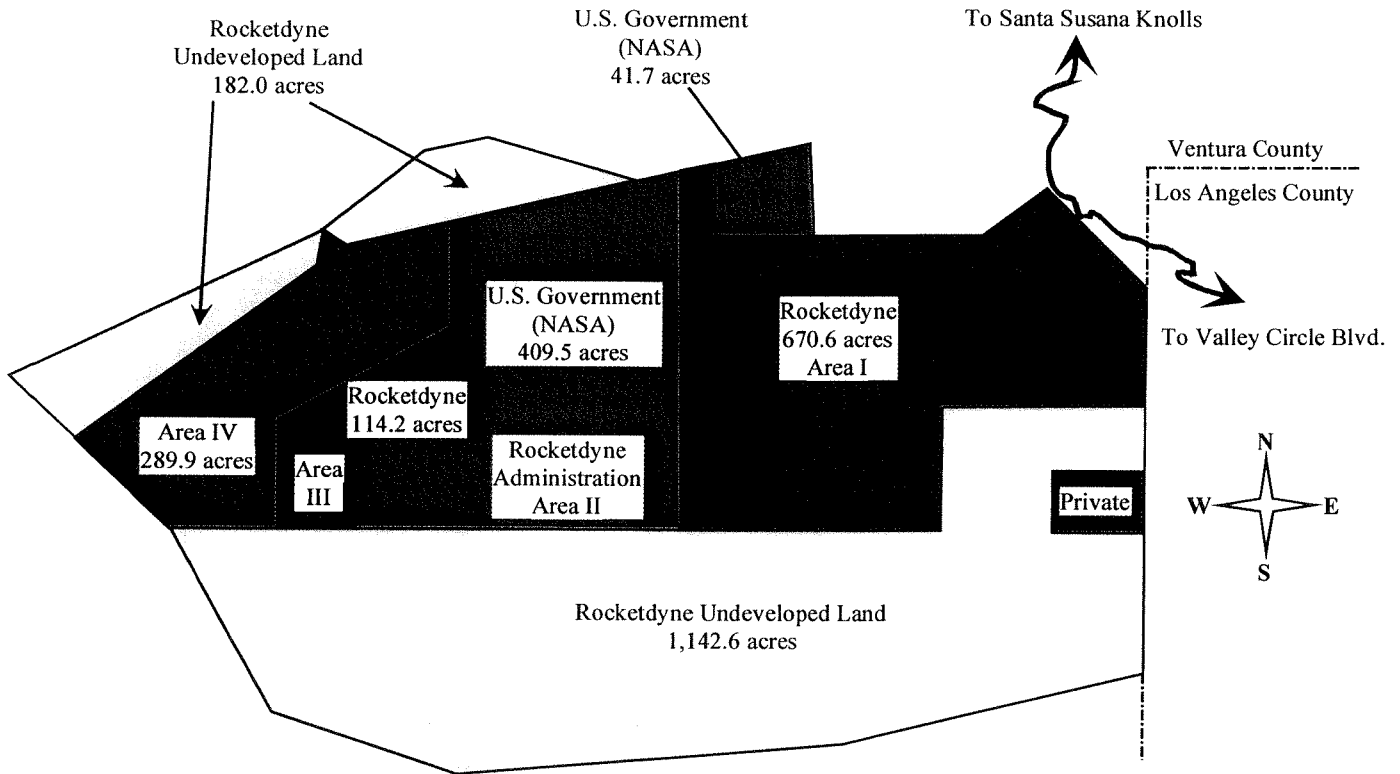 Rocketdyne
Undeveloped Land
182.0 acres
U.S. Government
(NASA)
41.7 acres
To Santa Susana Knolls
Ventura County
Los Angeles County
To Valley Circle Blvd.
U.S. Government
(NASA)
409.5 acres
Rocketdyne
670.6 acres
Area I
Rocketdyne
114.2 acres
Area IV
289.9 acres
Area
III
Rocketdyne
Administration
Area II
Private
N
W
E
S
Rocketdyne Undeveloped Land
1,142.6 acres